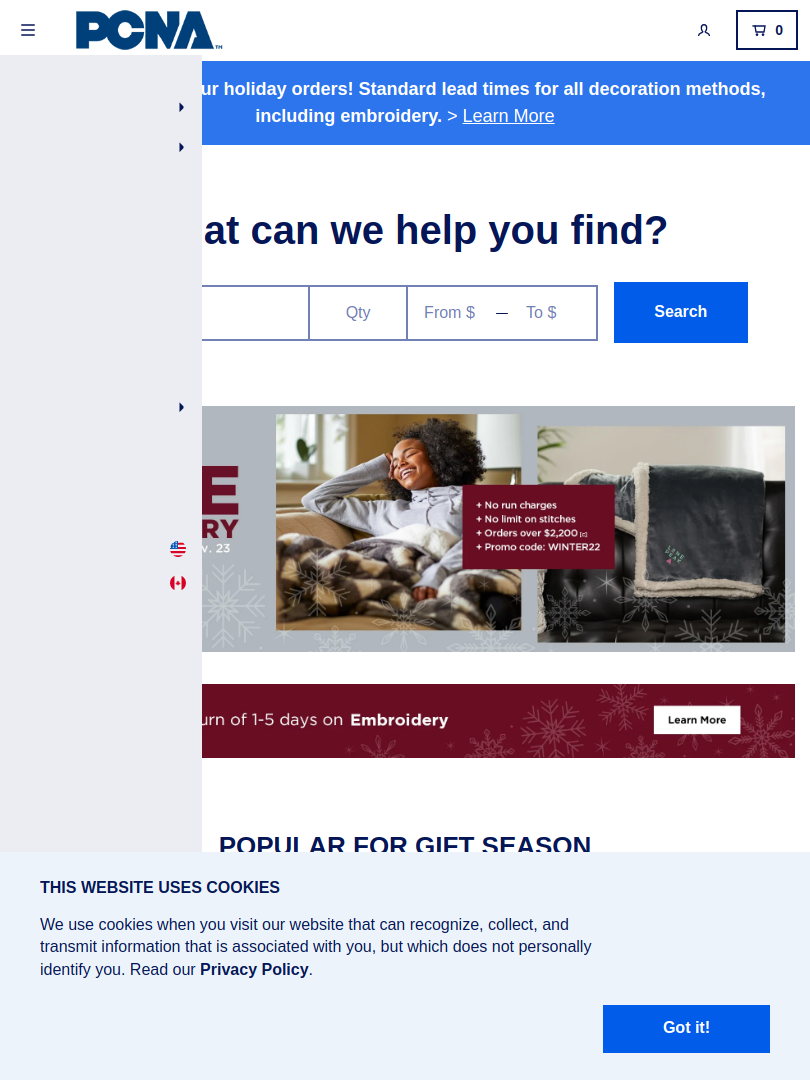 PCNA™
0
ur holiday orders! Standard lead times for all decoration methods,
including embroidery. > Learn More
at can we help you find?
Qty
From $ — To $
Search
E
RY
v. 23
+ No run charges
+ No limit on stitches
+ Orders over $2,200 [c]
+ Promo code: WINTER22
urn of 1-5 days on Embroidery
Learn More
POPULAR FOR GIFT SEASON
THIS WEBSITE USES COOKIES
We use cookies when you visit our website that can recognize, collect, and
transmit information that is associated with you, but which does not personally
identify you. Read our Privacy Policy.
Got it!